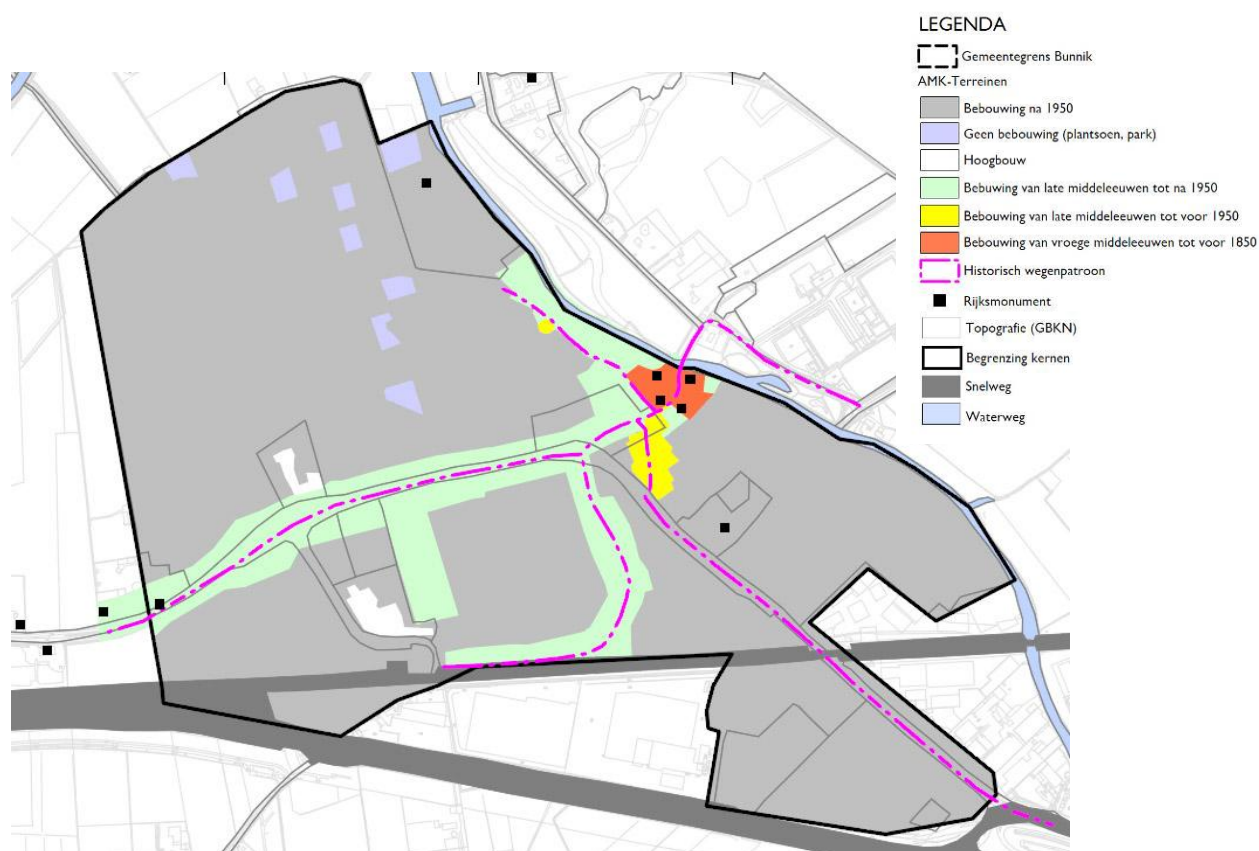 LEGENDA
Gemeentegrens Bunnik
AMK-Terreinen
Bebouwing na 1950
Geen bebouwing (plantsoen, park)
Hoogbouw
Bebuwing van late middeleeuwen tot na 1950
Bebouwing van late middeleeuwen tot voor 1950
Bebouwing van vroege middeleeuwen tot voor 1850
Historisch wegenpatroon
Rijksmonument
Topografie (GBKN)
Begrenzing kernen
Snelweg
Waterweg